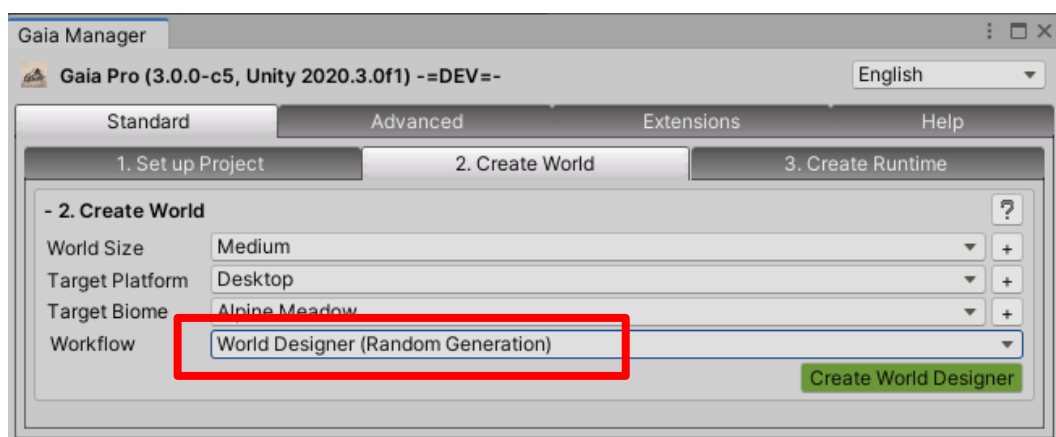 Gaia Manager
Gaia Pro (3.0.0-c5, Unity 2020.3.0f1) -=DEV=- English
Standard Advanced Extensions Help
1. Set up Project 2. Create World 3. Create Runtime
- 2. Create World ?
World Size Medium +
Target Platform Desktop +
Target Biome Alpine Meadow +
Workflow World Designer (Random Generation)
Create World Designer